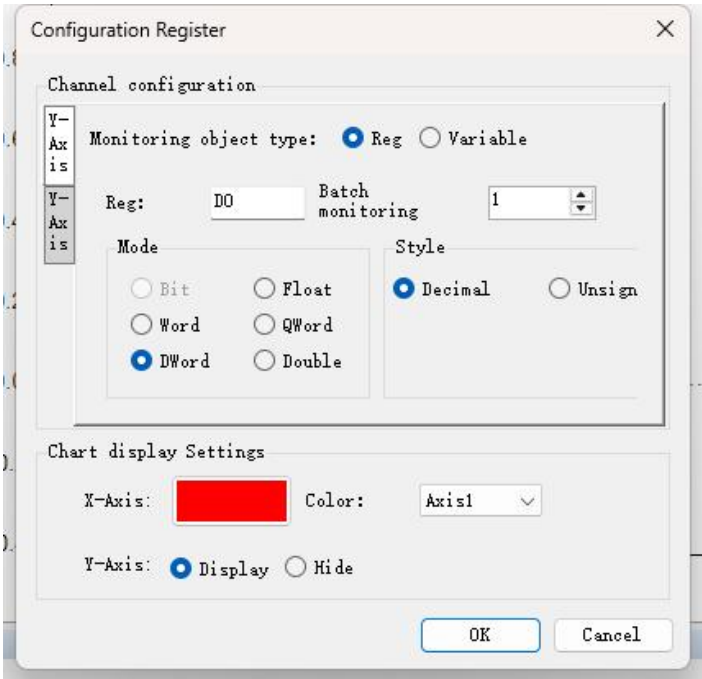 Configuration Register
Channel configuration
Y-
Ax
is
Y-
Ax
is
Monitoring object type: Reg Variable
Reg: D0 Batch monitoring 1
Mode
Bit Float
Word QWord
DWord Double
Style
Decimal Unsign
Chart display Settings
X-Axis: Color: Axis1
Y-Axis: Display Hide
OK Cancel